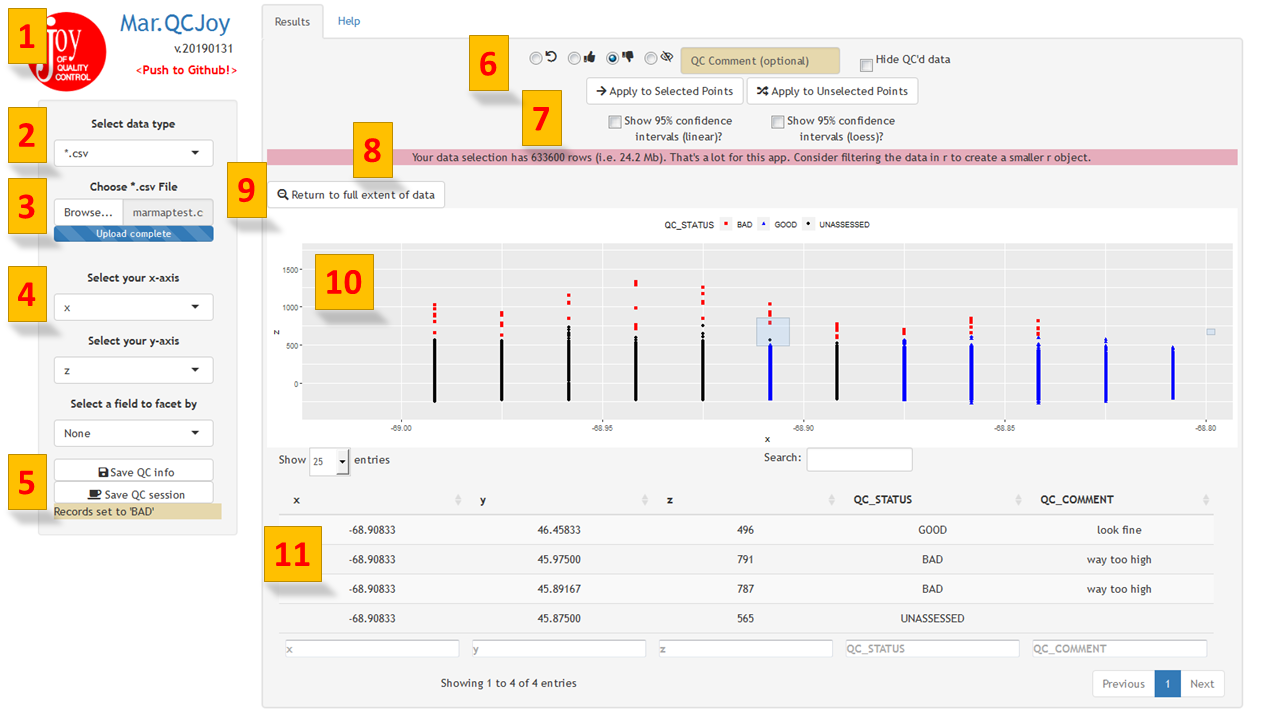 1
Joy
OF
QUALITY
CONTROL
Mar.QCJoy
v.20190131
<Push to Github!>
2
Select data type
*.csv
3
Choose *.csv File
Browse... marmaptest.c
Upload complete
4
Select your x-axis
x
Select your y-axis
z
Select a field to facet by
None
5
Save QC info
Save QC session
Records set to 'BAD'
Results Help
6
QC Comment (optional) Hide QC'd data
Apply to Selected Points Apply to Unselected Points
7
Show 95% confidence
intervals (linear)?
Show 95% confidence
intervals (loess)?
8
Your data selection has 633600 rows (i.e. 24.2 Mb). That's a lot for this app. Consider filtering the data in r to create a smaller r object.
9
Return to full extent of data
QC_STATUS BAD GOOD UNASSESSED
10
1500
1000
500
0
z
-69.00 -68.95 -68.90 -68.85 -68.80
x
Show 25 entries Search:
x y z QC_STATUS QC_COMMENT
11
-68.90833 46.45833 496 GOOD look fine
-68.90833 45.97500 791 BAD way too high
-68.90833 45.89167 787 BAD way too high
-68.90833 45.87500 565 UNASSESSED
x y z QC_STATUS QC_COMMENT
Showing 1 to 4 of 4 entries
Previous 1 Next